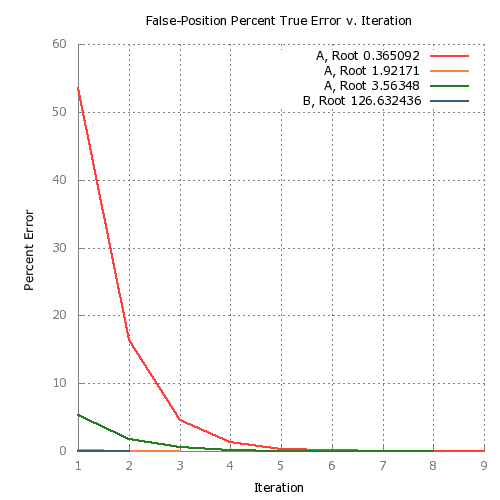 False-Position Percent True Error v. Iteration
A, Root 0.365092
A, Root 1.92171
A, Root 3.56348
B, Root 126.632436
Percent Error
60
50
40
30
20
10
0
1 2 3 4 5 6 7 8 9
Iteration